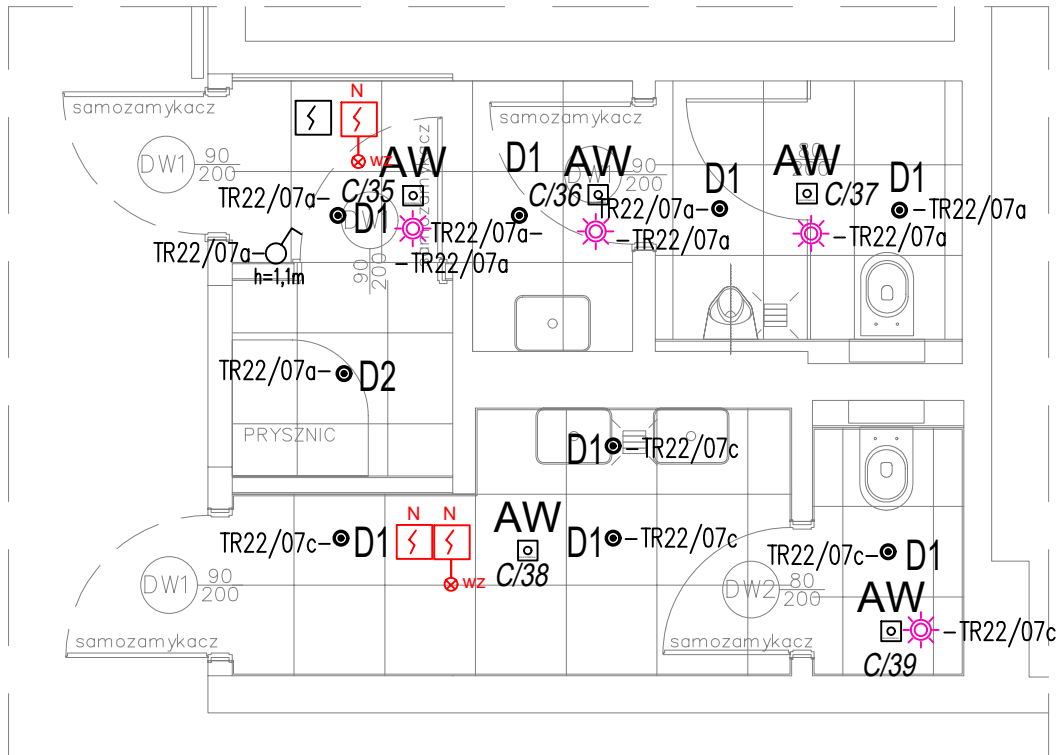 samozamykacz
N
wz
DW1
90
200
TR22/07a
C/35
AW
D1
samozamykacz
TR22/07a
TR22/07a
TR22/07a
h=1,1m
90
200
samozamykacz
D1
AW
C/36
90
200
TR22/07a
TR22/07a
D1
80
200
AW
C/37
D1
TR22/07a
TR22/07a
TR22/07a
D2
PRYSZNIC
D1
TR22/07c
N
N
wz
AW
C/38
TR22/07c
D1
D1
TR22/07c
TR22/07c
D1
DW1
90
200
samozamykacz
DW2
80
200
samozamykacz
AW
C/39
TR22/07c